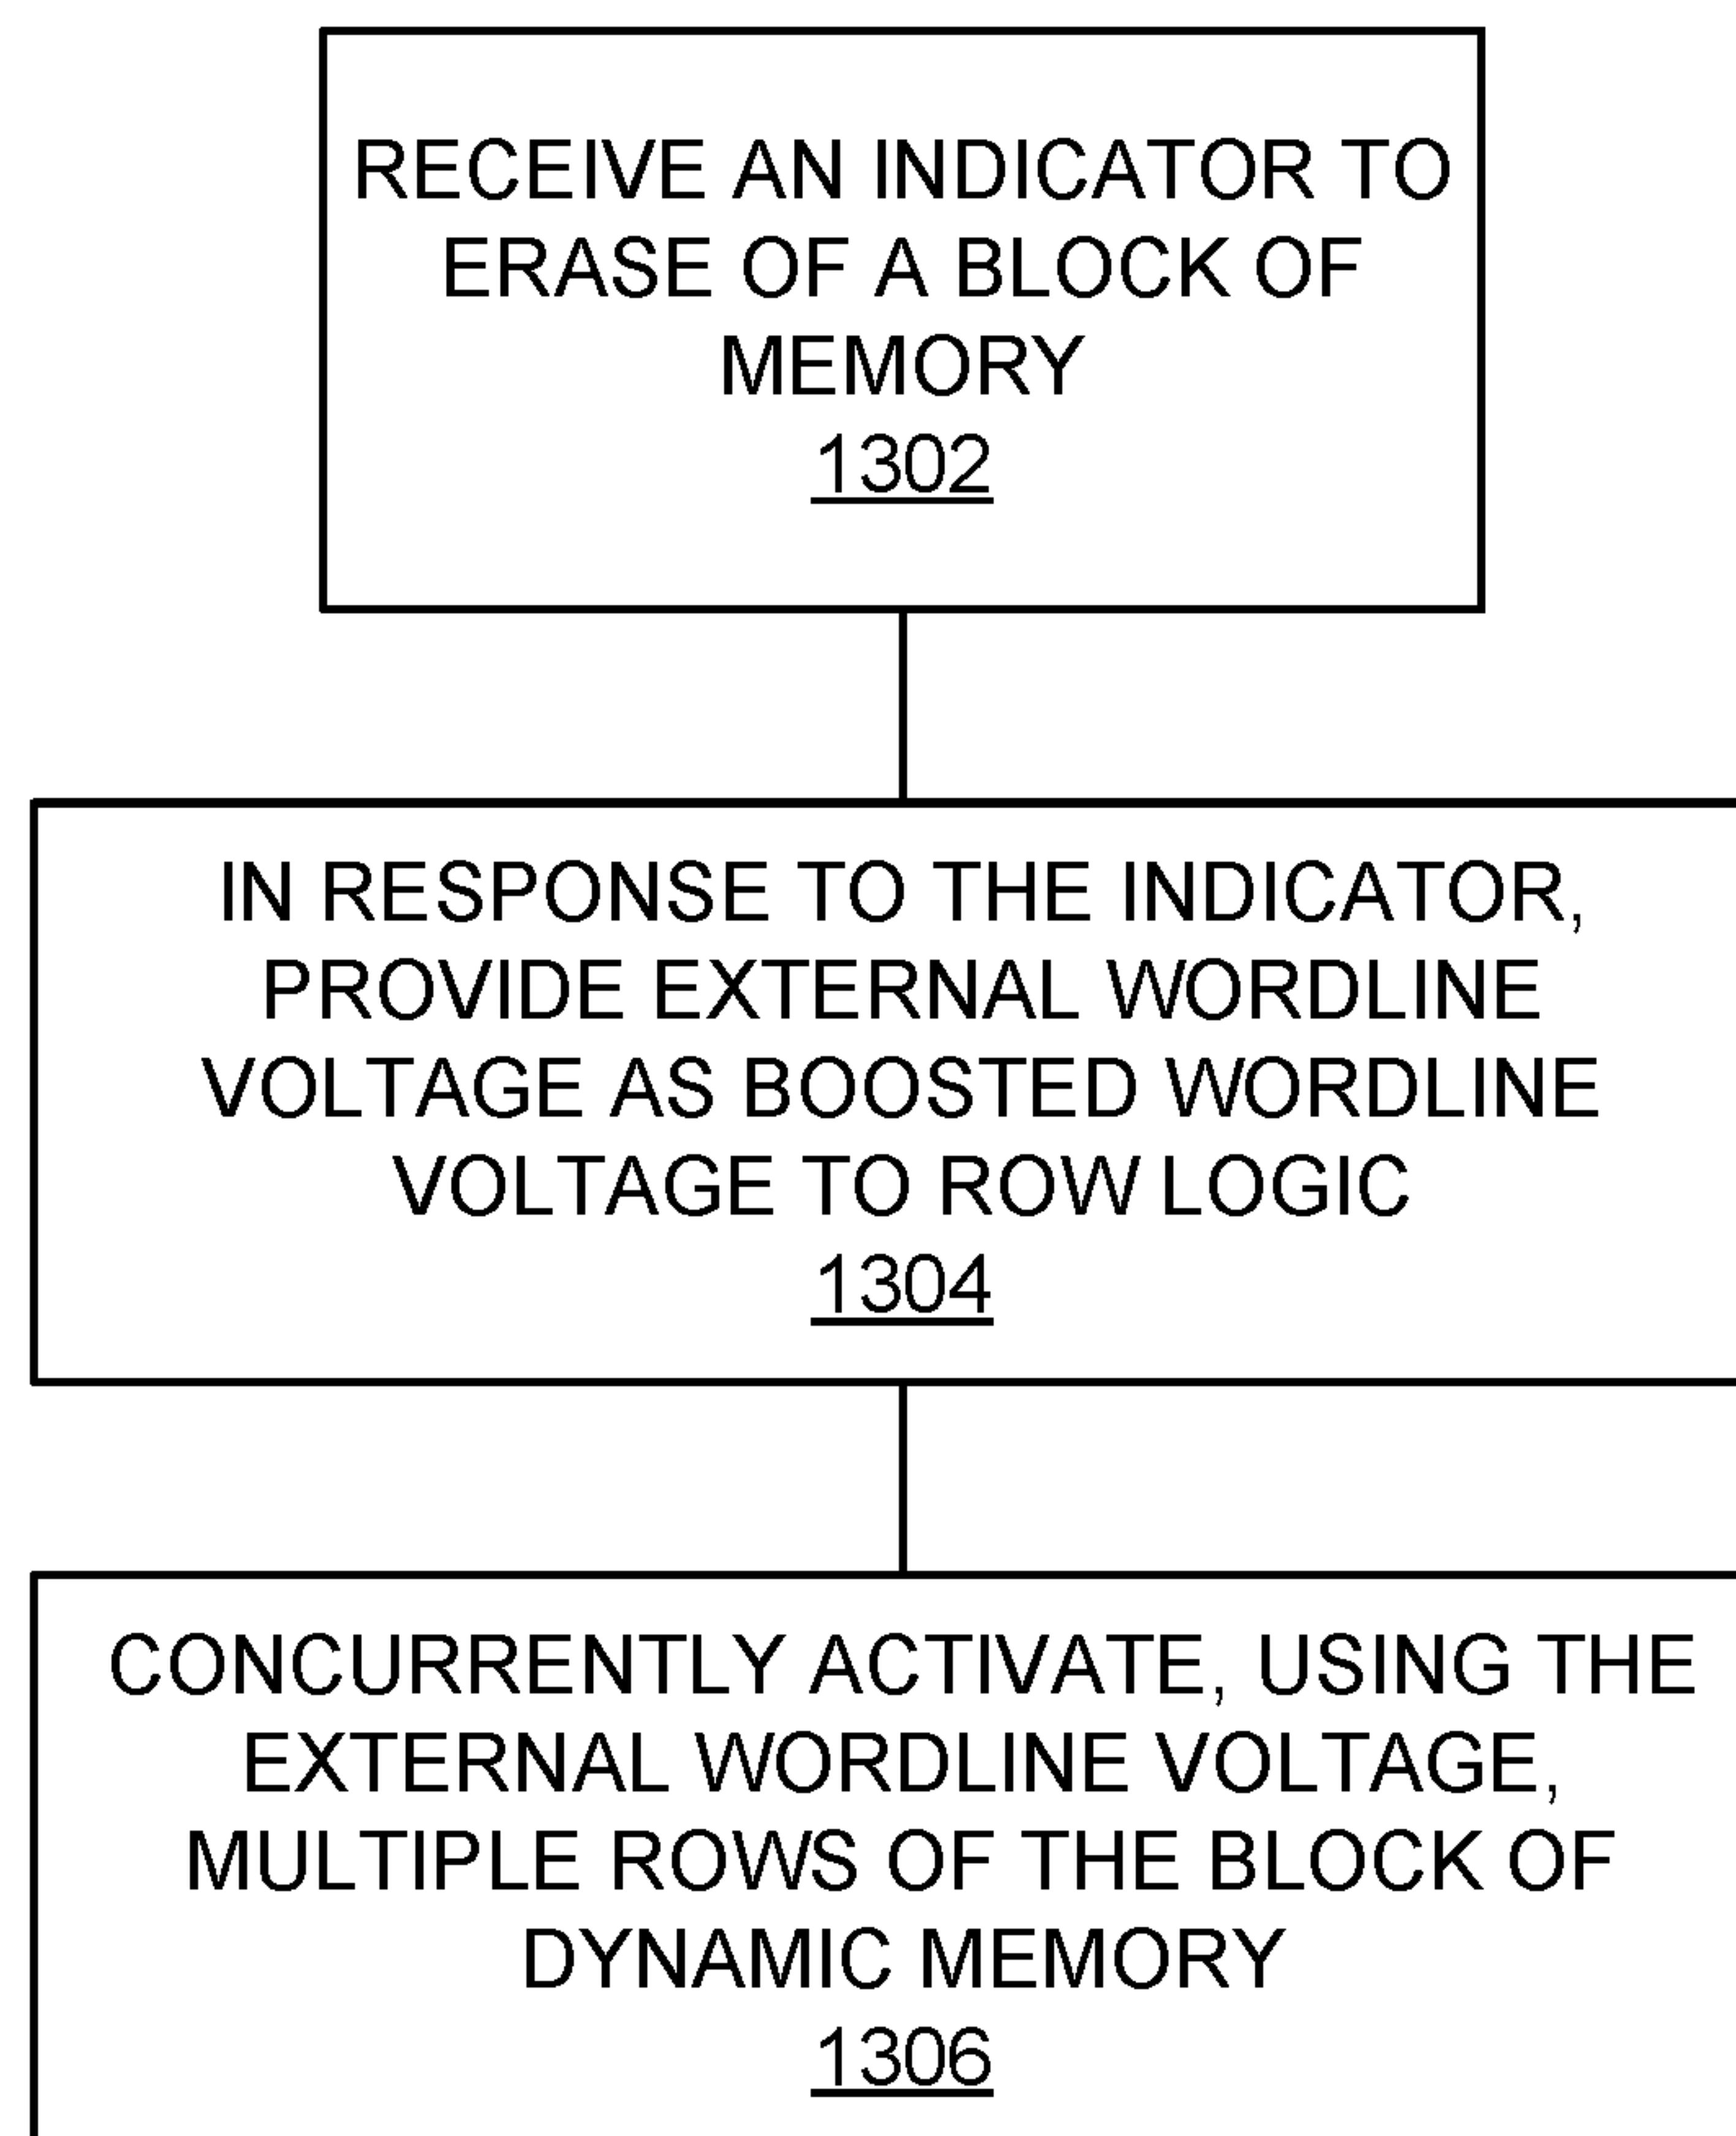 RECEIVE AN INDICATOR TO
ERASE OF A BLOCK OF
MEMORY
1302
IN RESPONSE TO THE INDICATOR,
PROVIDE EXTERNAL WORDLINE
VOLTAGE AS BOOSTED WORDLINE
VOLTAGE TO ROW LOGIC
1304
CONCURRENTLY ACTIVATE, USING THE
EXTERNAL WORDLINE VOLTAGE,
MULTIPLE ROWS OF THE BLOCK OF
DYNAMIC MEMORY
1306